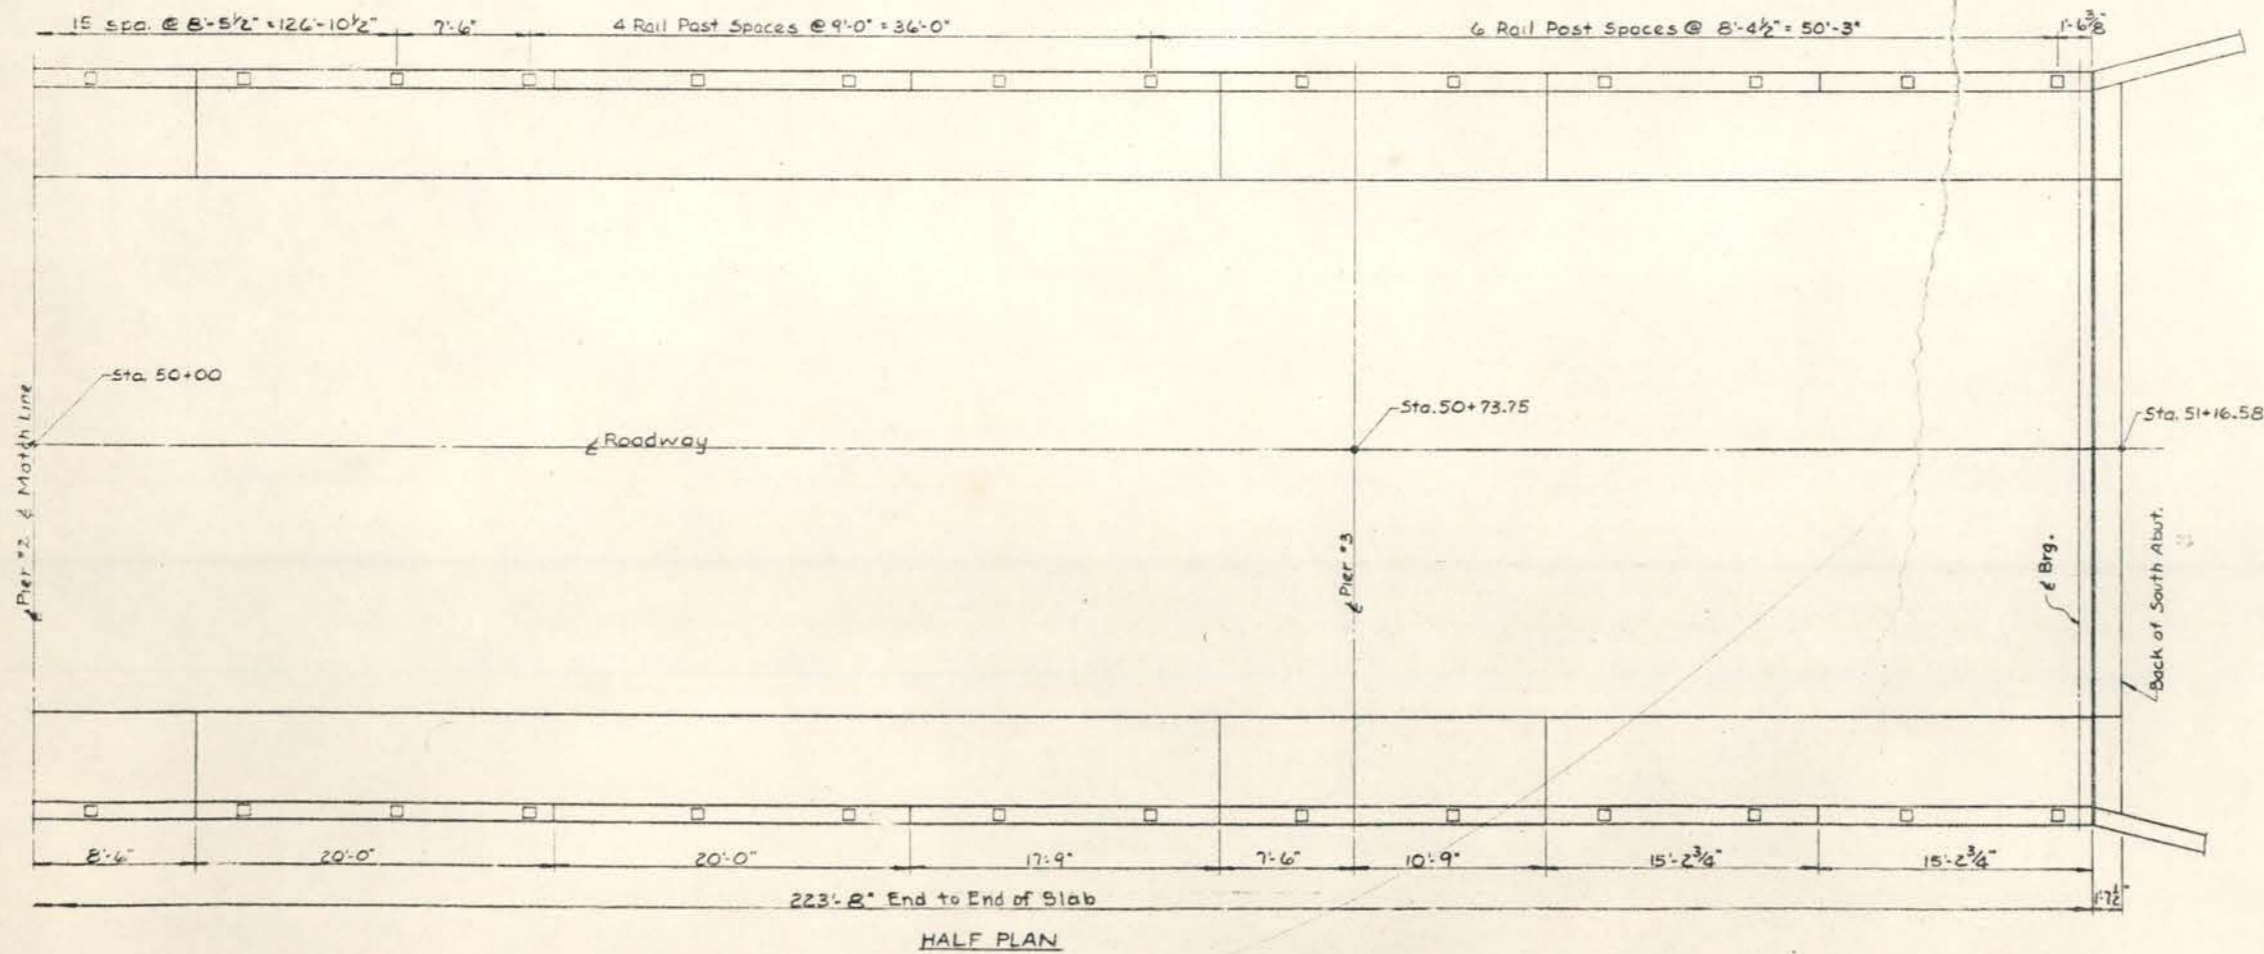 15 spa. @ 8'-5½" = 126'-10½"
7'-6"
4 Rail Post Spaces @ 9'-0" = 36'-0"
6 Rail Post Spaces @ 8'-4½" = 50'-3"
1'-6⅜"
Sta. 50+00
Sta. 50+73.75
Sta. 51+16.58
℄ Roadway
℄ Pier #2 & Match Line
℄ Pier #3
℄ Brg.
Back of South Abut.
8'-6"
20'-0"
20'-0"
17'-9"
7'-6"
10'-9"
15'-2¾"
15'-2¾"
223'-8" End to End of Slab
1'-7½"
HALF PLAN